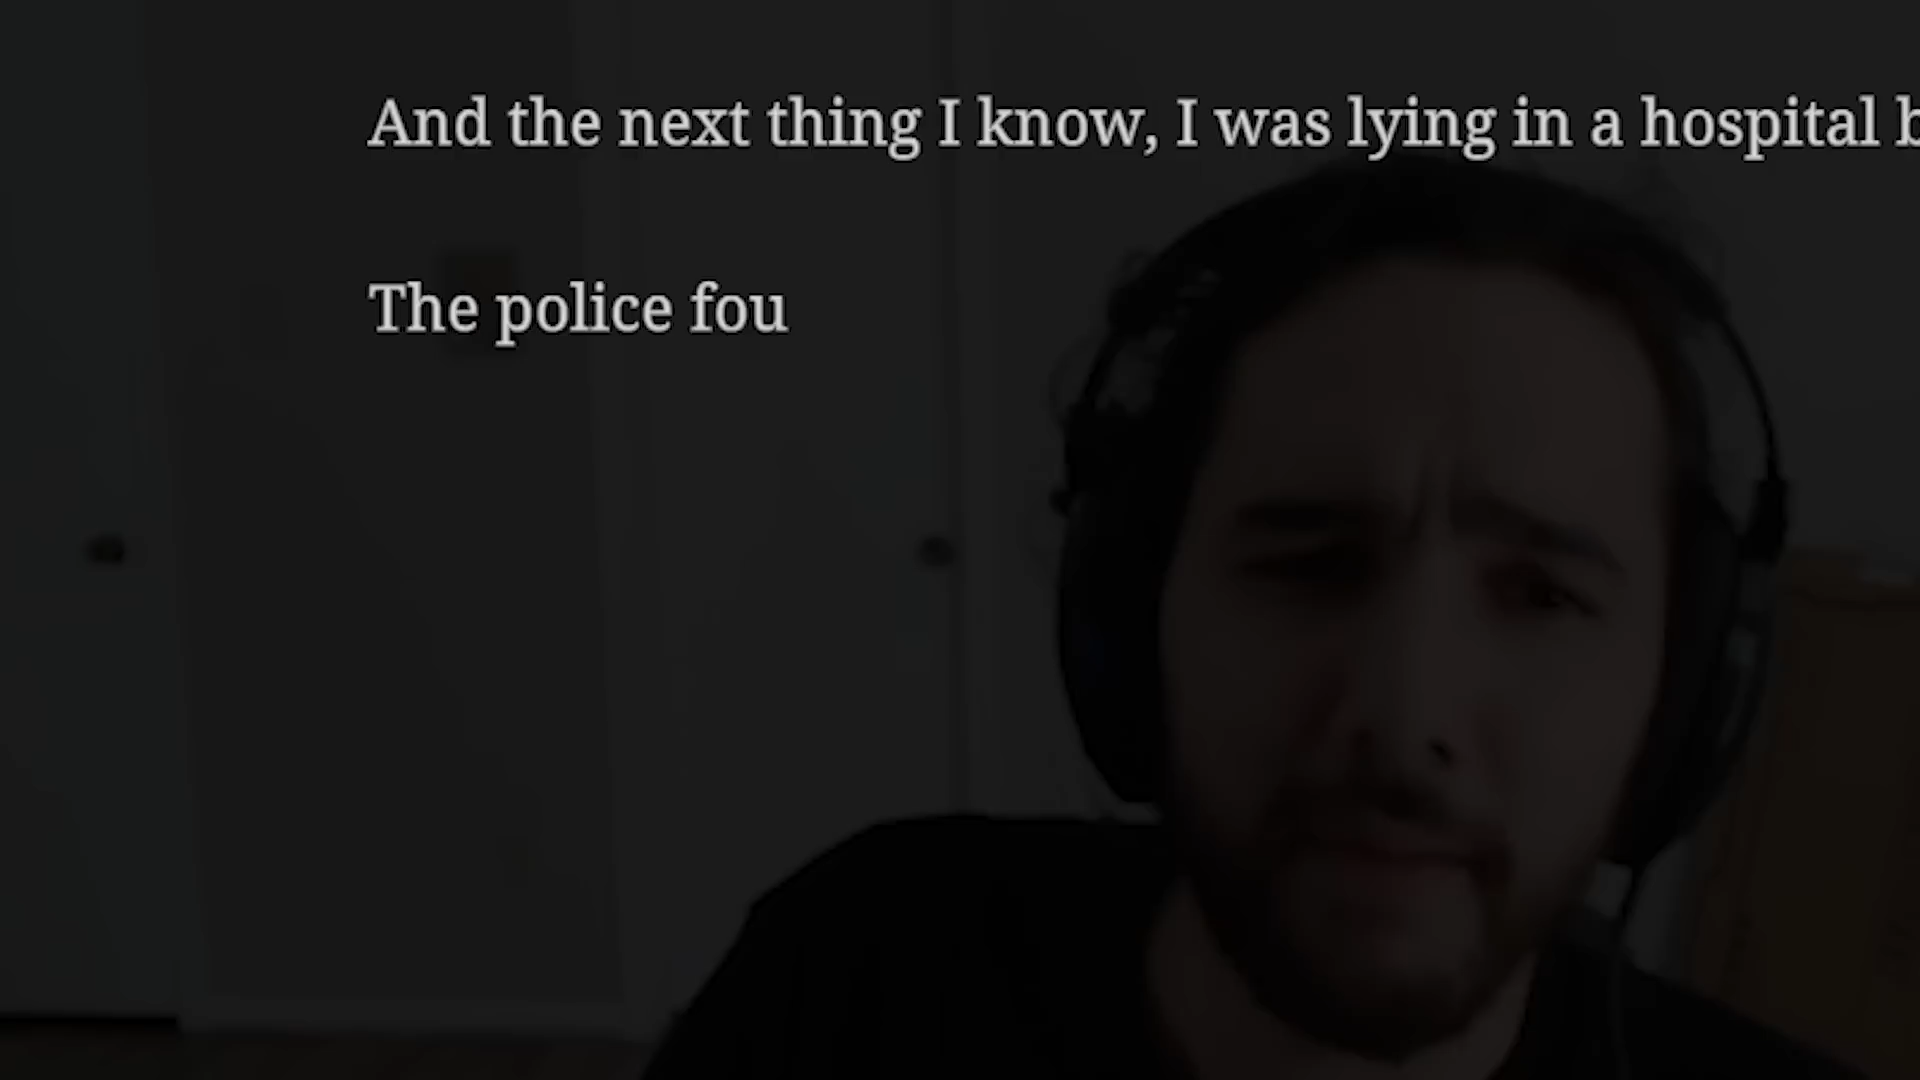 And the next thing I know, I was lying in a hospital b
The police fou